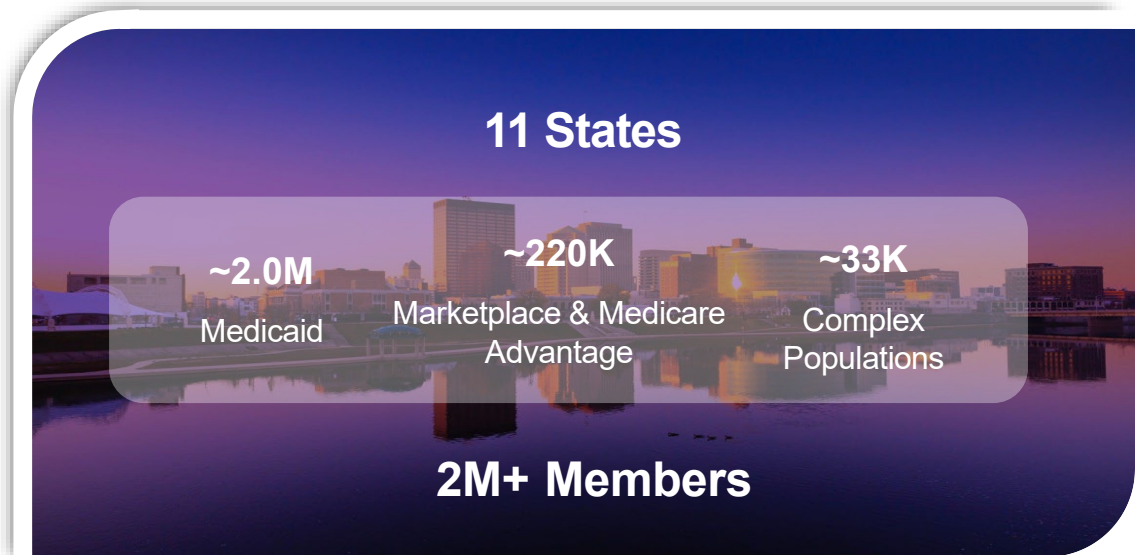 11 States
~2.0M
Medicaid
~220K
Marketplace & Medicare
Advantage
~33K
Complex
Populations
2M+ Members